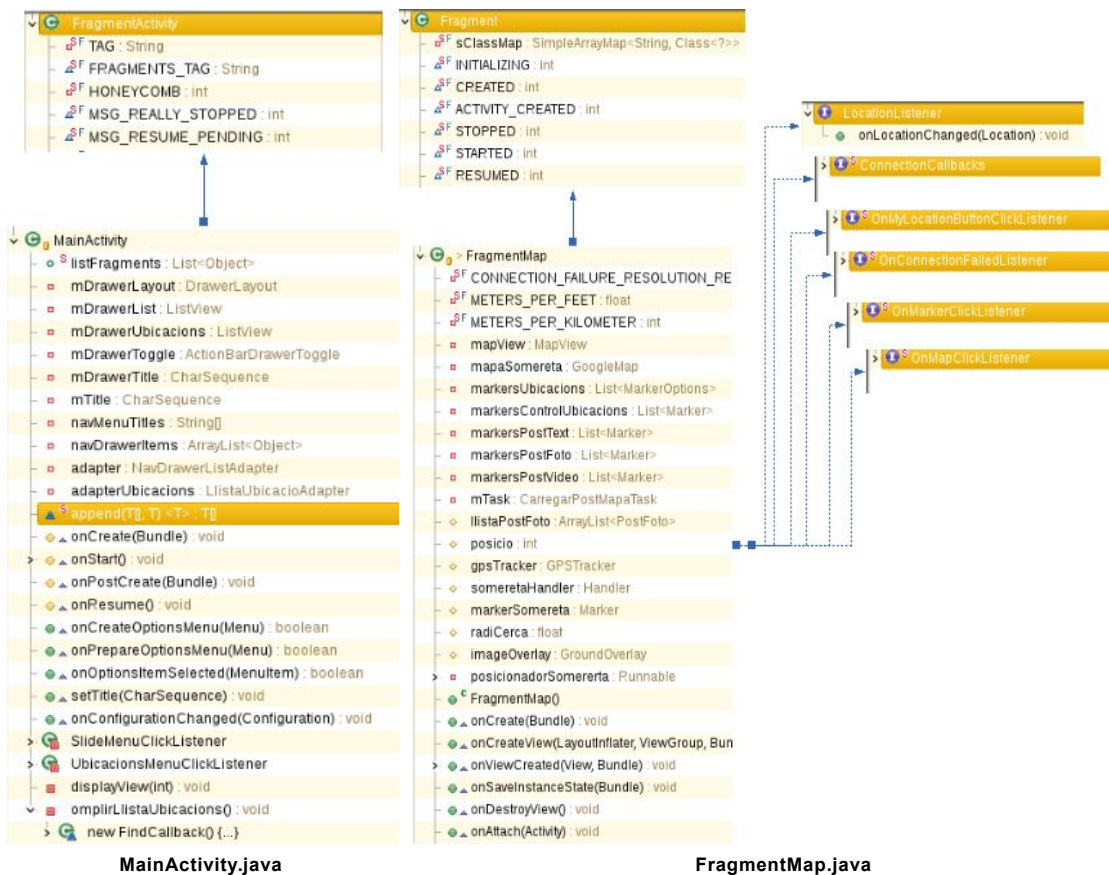 FragmentActivity
TAG : String
FRAGMENTS_TAG : String
HONEYCOMB : int
MSG_REALLY_STOPPED : int
MSG_RESUME_PENDING : int
MainActivity
listFragments : List<Object>
mDrawerLayout : DrawerLayout
mDrawerList : ListView
mDrawerUbicacions : ListView
mDrawerToggle : ActionBarDrawerToggle
mDrawerTitle : CharSequence
mTitle : CharSequence
navMenuTitles : String[]
navDrawerItems : ArrayList<Object>
adapter : NavDrawerListAdapter
adapterUbicacions : LlistaUbicacioAdapter
append(T[], T) <T> : T[]
onCreate(Bundle) : void
onStart() : void
onPostCreate(Bundle) : void
onResume() : void
onCreateOptionsMenu(Menu) : boolean
onPrepareOptionsMenu(Menu) : boolean
onOptionsItemSelected(MenuItem) : boolean
setTitle(CharSequence) : void
onConfigurationChanged(Configuration) : void
SlideMenuClickListener
UbicacionsMenuClickListener
displayView(int) : void
omplirLlistaUbicacions() : void
new FindCallback() {...}
MainActivity.java
Fragment
sClassMap : SimpleArrayMap<String, Class<?>>
INITIALIZING : int
CREATED : int
ACTIVITY_CREATED : int
STOPPED : int
STARTED : int
RESUMED : int
> FragmentMap
CONNECTION_FAILURE_RESOLUTION_RE
METERS_PER_FEET : float
METERS_PER_KILOMETER : int
mapView : MapView
mapaSomereta : GoogleMap
markersUbicacions : List<MarkerOptions>
markersControlUbicacions : List<Marker>
markersPostText : List<Marker>
markersPostFoto : List<Marker>
markersPostVideo : List<Marker>
mTask : CarregarPostMapaTask
llistaPostFoto : ArrayList<PostFoto>
posicio : int
gpsTracker : GPSTracker
someretaHandler : Handler
markerSomereta : Marker
radiCerca : float
imageOverlay : GroundOverlay
posicionadorSomererta : Runnable
FragmentMap()
onCreate(Bundle) : void
onCreateView(LayoutInflater, ViewGroup, Bun
onViewCreated(View, Bundle) : void
onSaveInstanceState(Bundle) : void
onDestroyView() : void
onAttach(Activity) : void
FragmentMap.java
LocationListener
onLocationChanged(Location) : void
ConnectionCallbacks
OnMyLocationButtonClickListener
OnConnectionFailedListener
OnMarkerClickListener
OnMapClickListener